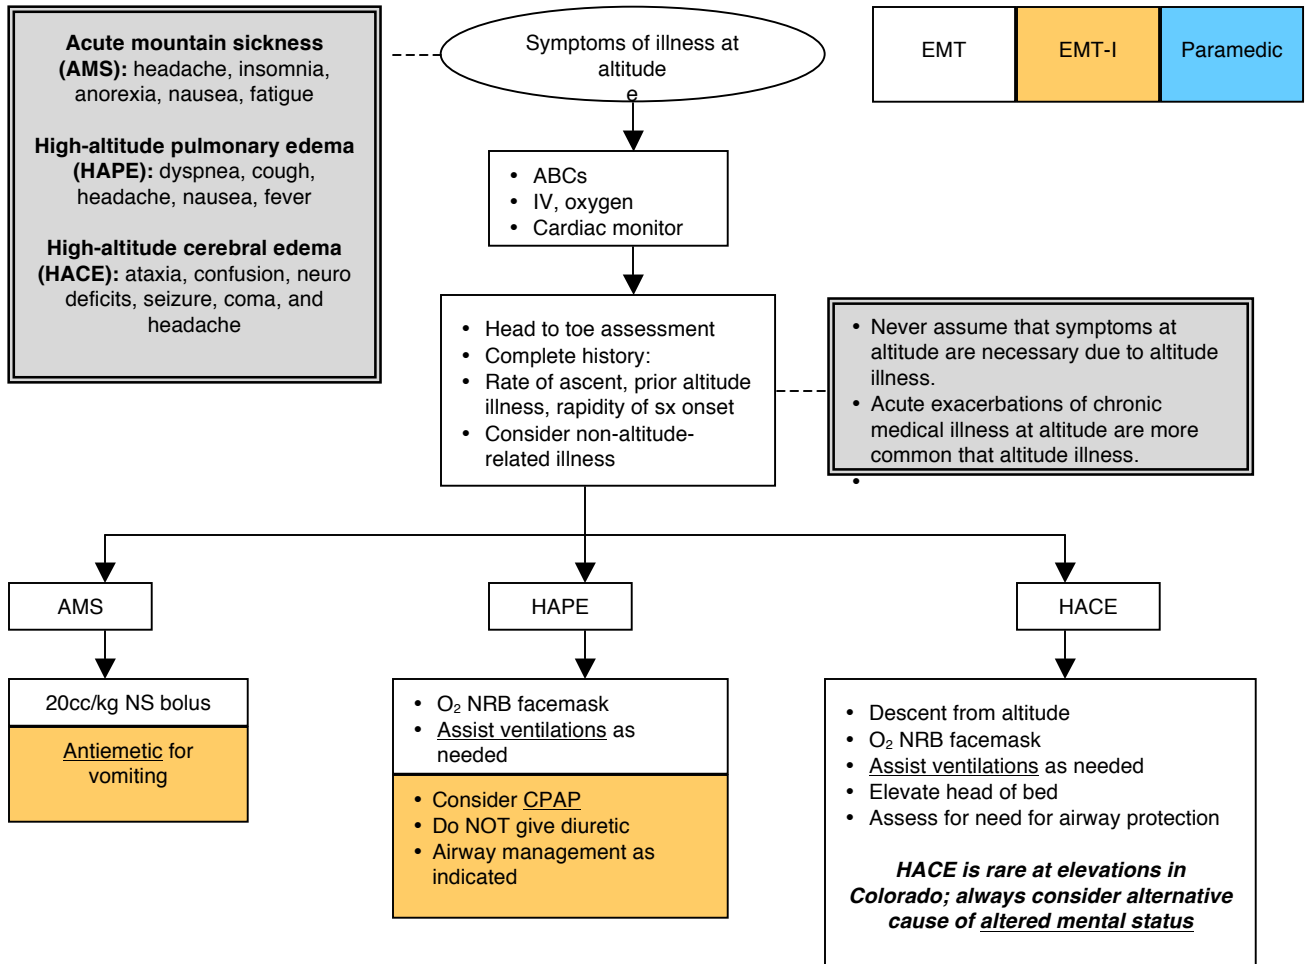 Acute mountain sickness
(AMS): headache, insomnia,
anorexia, nausea, fatigue
High-altitude pulmonary edema
(HAPE): dyspnea, cough,
headache, nausea, fever
High-altitude cerebral edema
(HACE): ataxia, confusion, neuro
deficits, seizure, coma, and
headache
Symptoms of illness at
altitude
e
EMT
EMT-I
Paramedic
• ABCs
• IV, oxygen
• Cardiac monitor
• Head to toe assessment
• Complete history:
• Rate of ascent, prior altitude
illness, rapidity of sx onset
• Consider non-altitude-
related illness
• Never assume that symptoms at
altitude are necessary due to altitude
illness.
• Acute exacerbations of chronic
medical illness at altitude are more
common that altitude illness.
•
AMS
HAPE
HACE
20cc/kg NS bolus
Antiemetic for
vomiting
• O₂ NRB facemask
• Assist ventilations as
needed
• Consider CPAP
• Do NOT give diuretic
• Airway management as
indicated
• Descent from altitude
• O₂ NRB facemask
• Assist ventilations as needed
• Elevate head of bed
• Assess for need for airway protection
HACE is rare at elevations in
Colorado; always consider alternative
cause of altered mental status